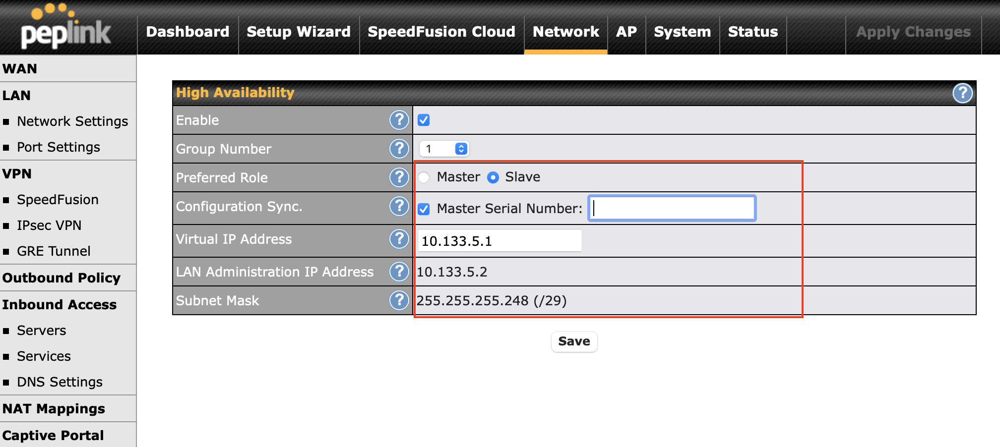 peplink
Dashboard Setup Wizard SpeedFusion Cloud Network AP System Status Apply Changes
WAN
LAN
Network Settings
Port Settings
VPN
SpeedFusion
IPsec VPN
GRE Tunnel
Outbound Policy
Inbound Access
Servers
Services
DNS Settings
NAT Mappings
Captive Portal
High Availability ?
Enable ?
Group Number ? 1
Preferred Role ? Master Slave
Configuration Sync. ? Master Serial Number:
Virtual IP Address ? 10.133.5.1
LAN Administration IP Address ? 10.133.5.2
Subnet Mask ? 255.255.255.248 (/29)
Save